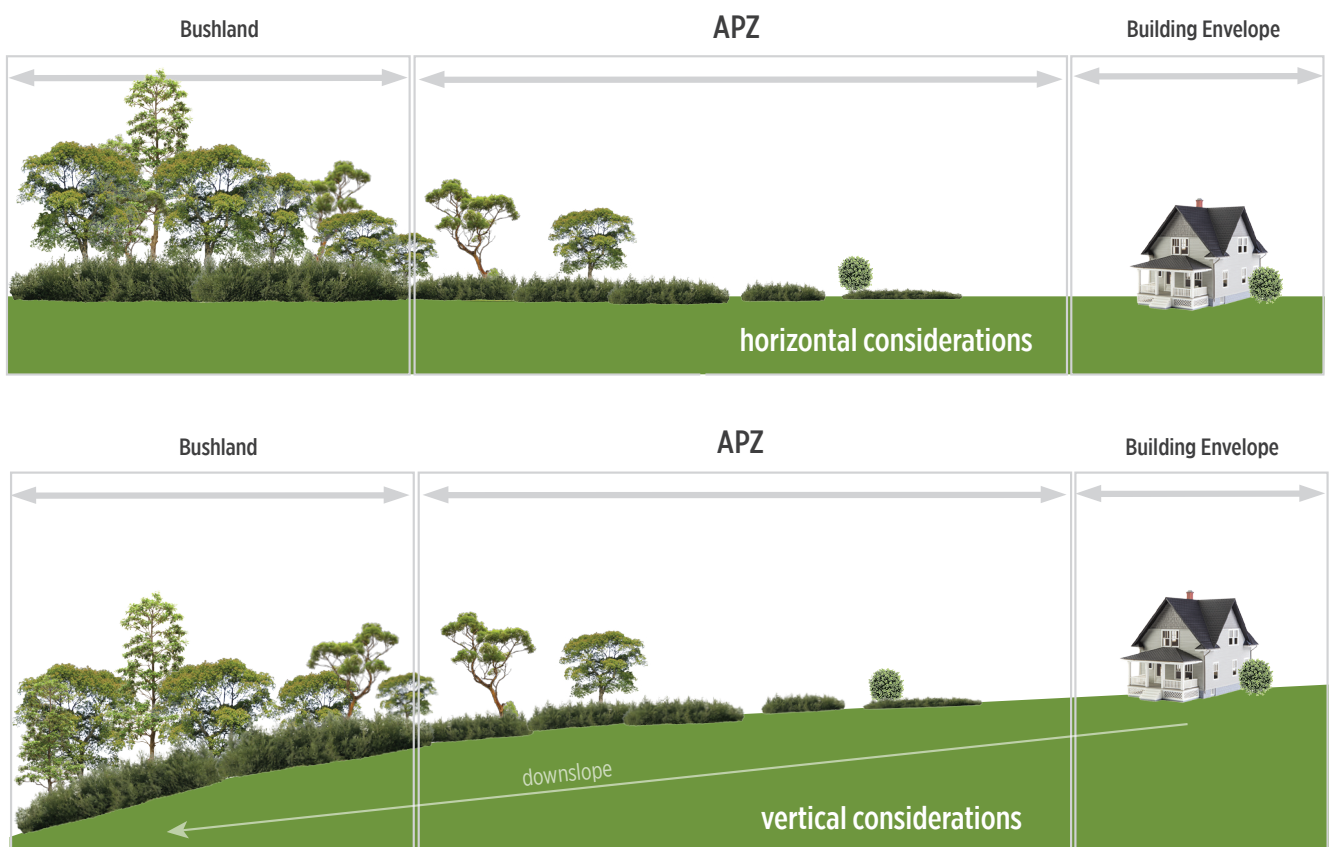 Bushland
APZ
Building Envelope
horizontal considerations
Bushland
APZ
Building Envelope
downslope
vertical considerations